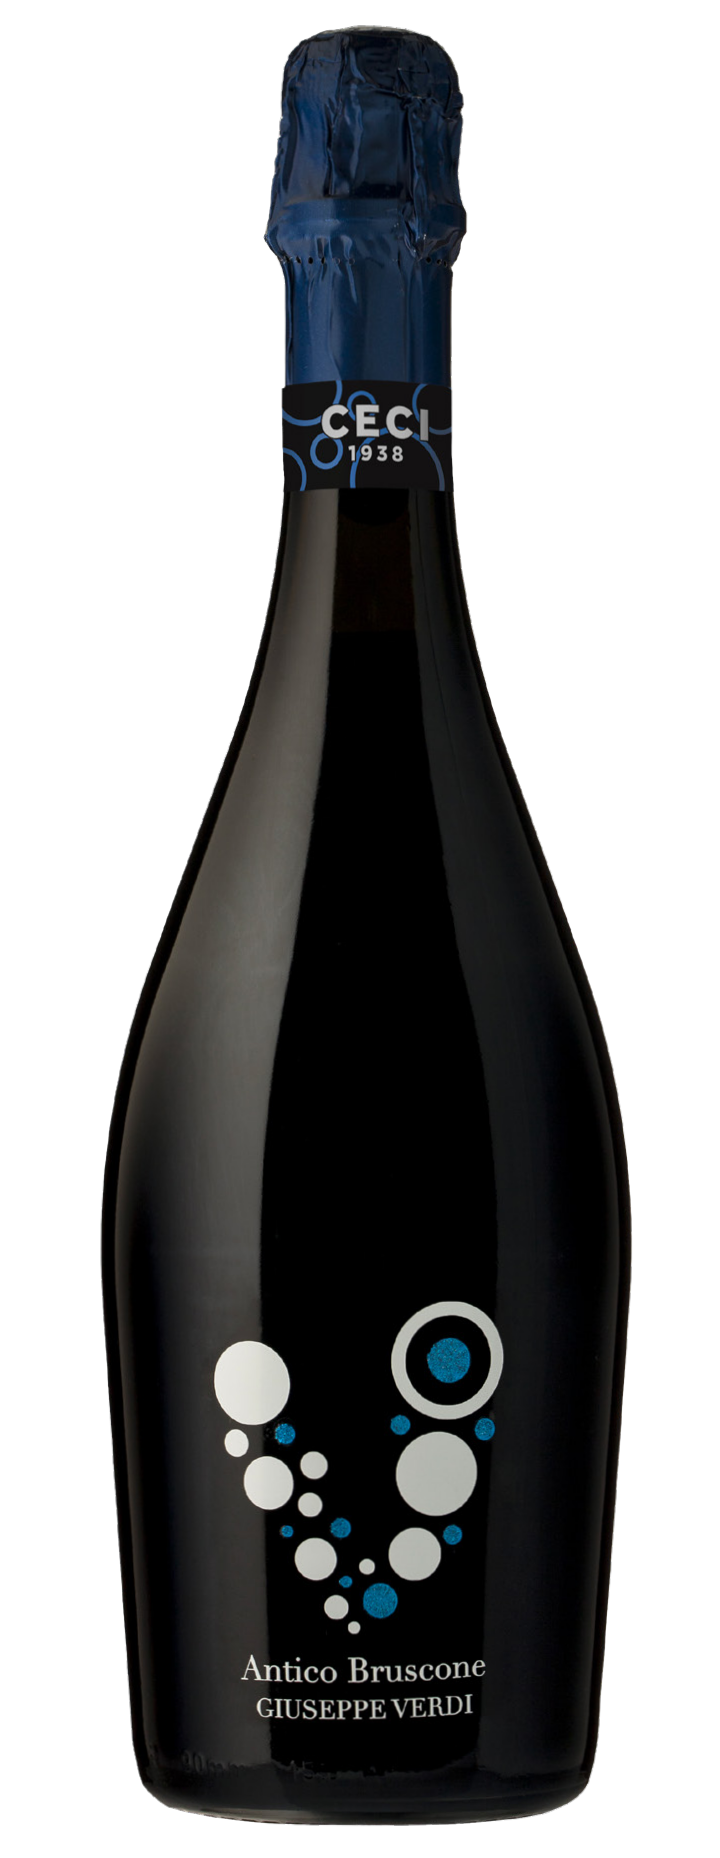 CECI
1938
Antico Bruscone
GIUSEPPE VERDI